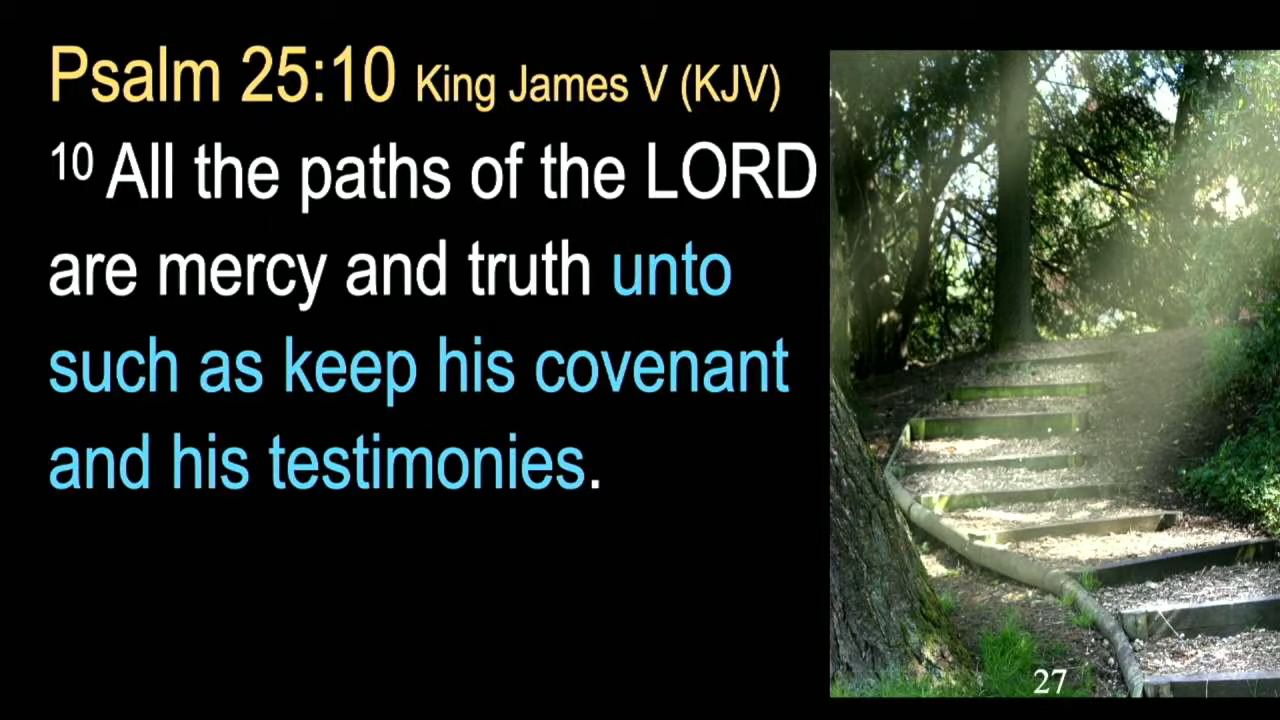 Psalm 25:10 King James V (KJV)
10 All the paths of the LORD
are mercy and truth unto
such as keep his covenant
and his testimonies.
27